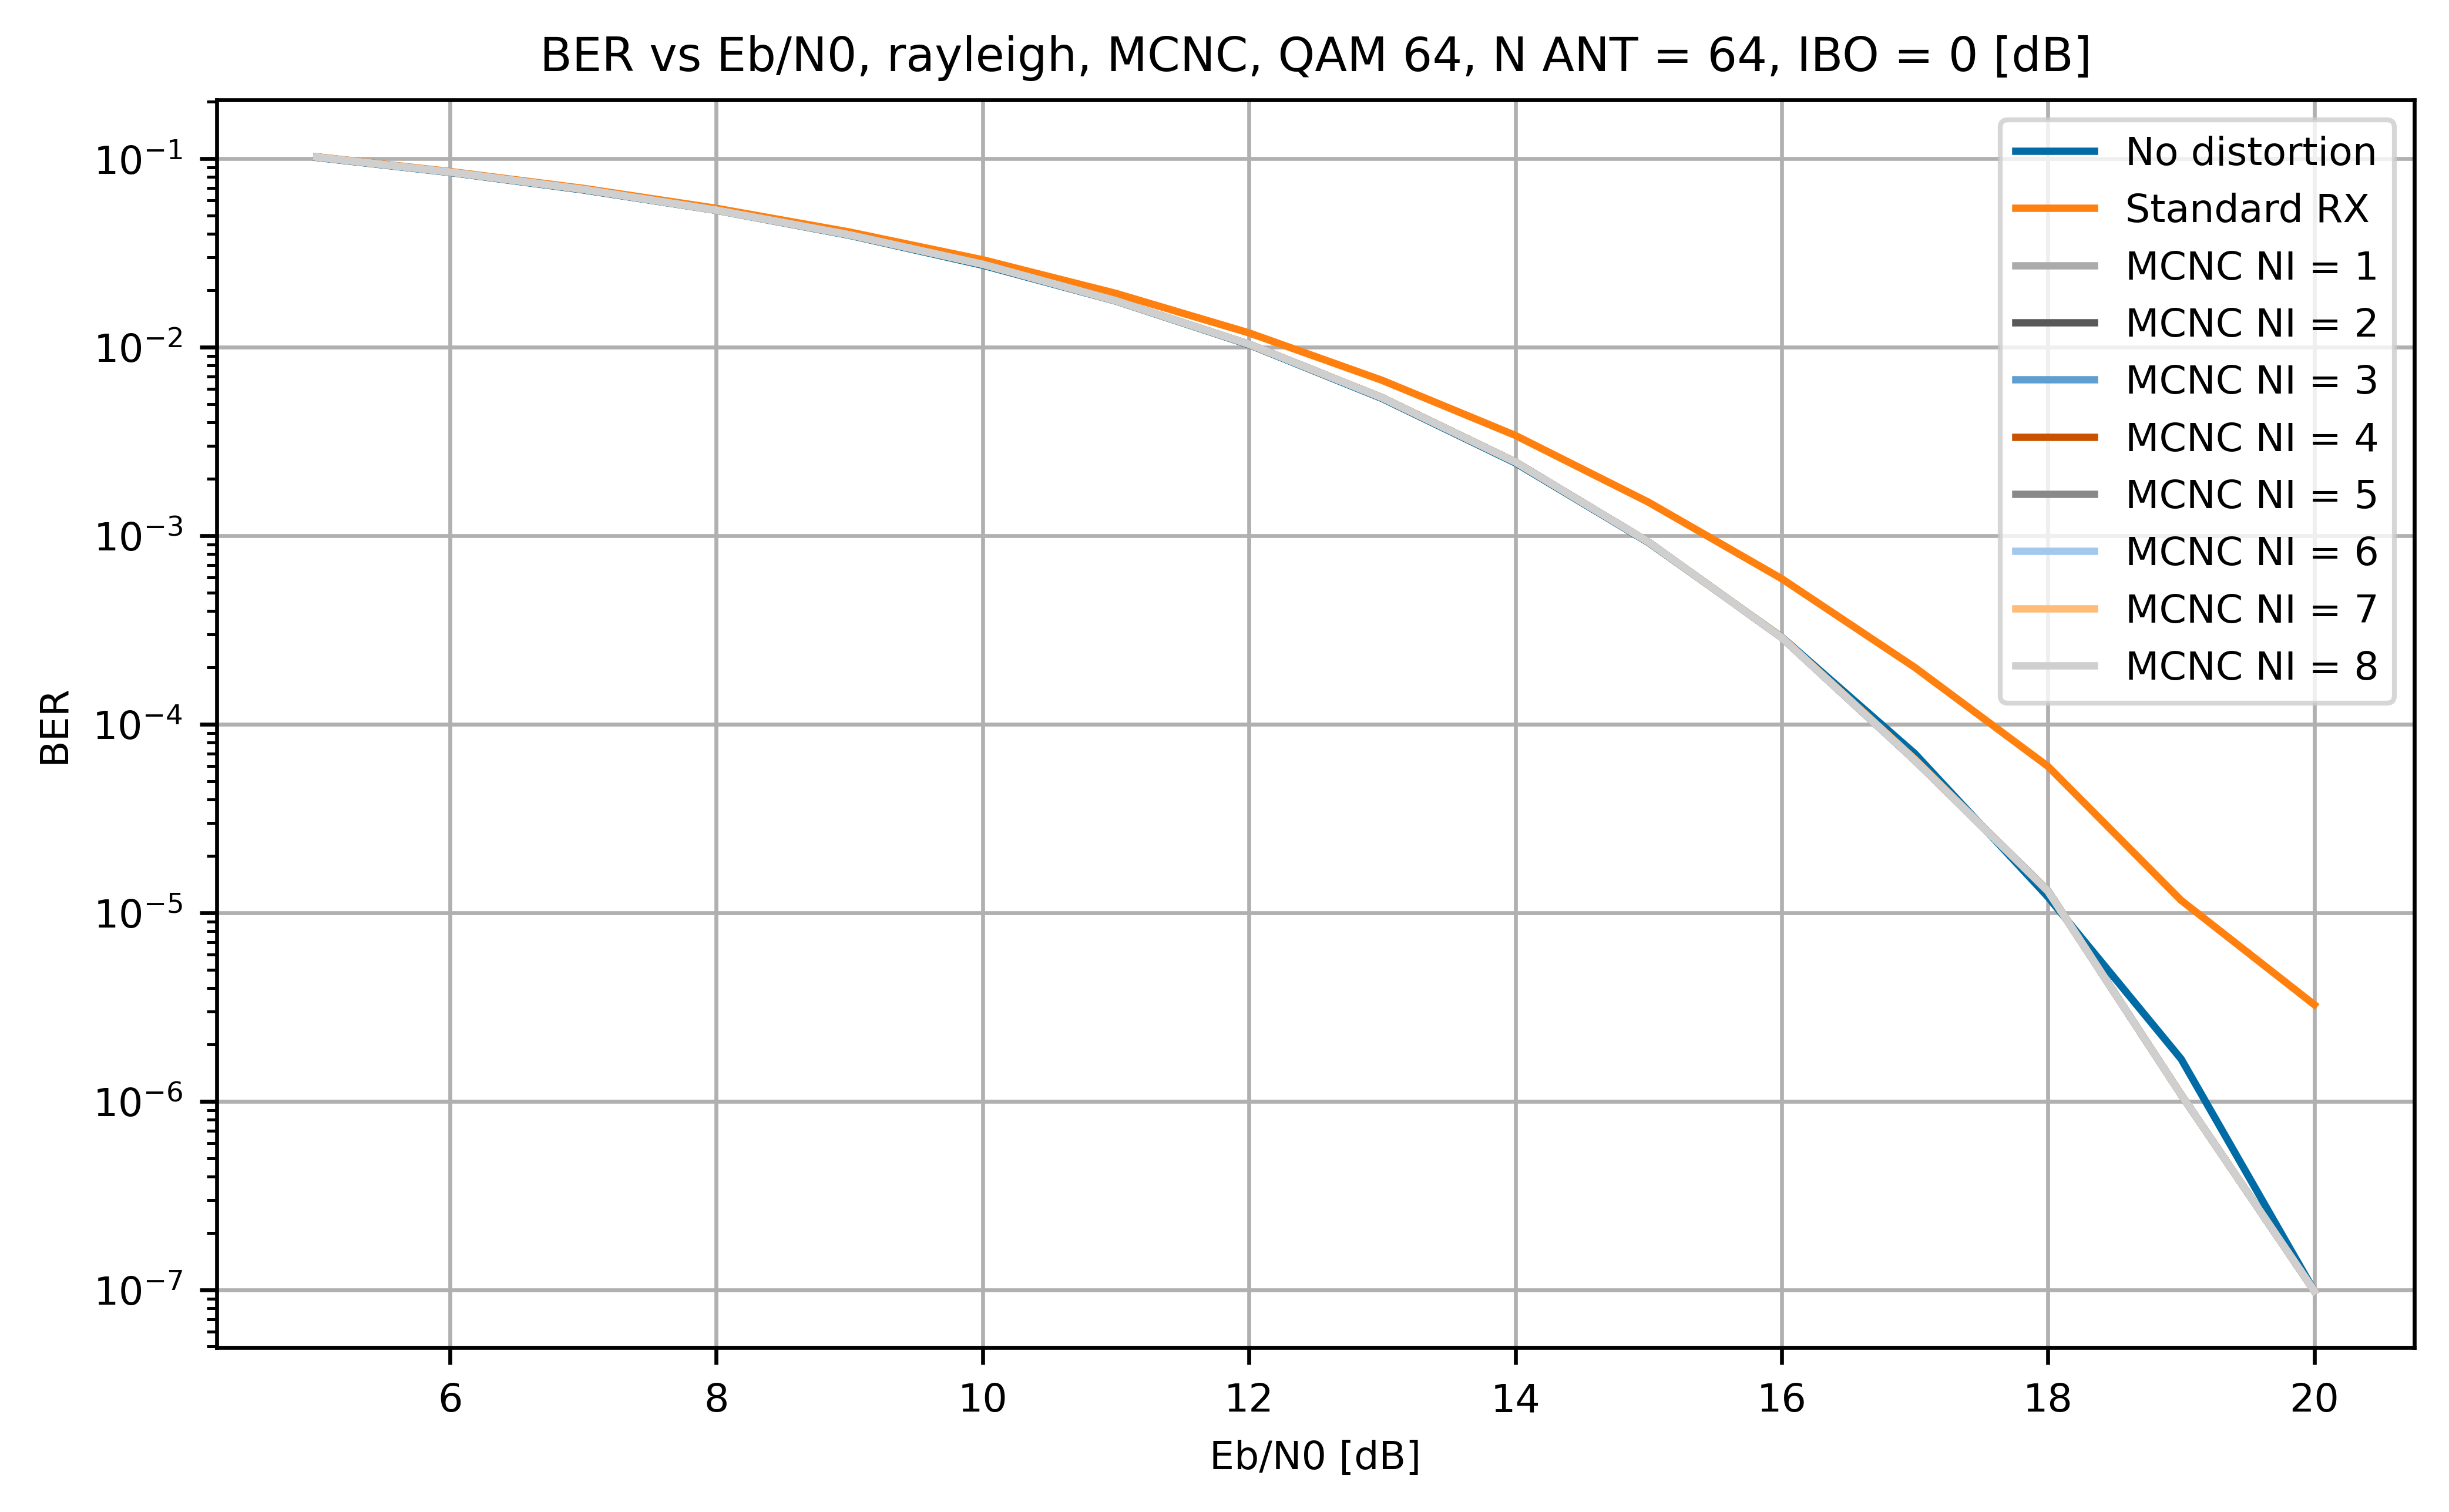 BER vs Eb/N0, rayleigh, MCNC, QAM 64, N ANT = 64, IBO = 0 [dB]
No distortion
Standard RX
MCNC NI = 1
MCNC NI = 2
MCNC NI = 3
MCNC NI = 4
MCNC NI = 5
MCNC NI = 6
MCNC NI = 7
MCNC NI = 8
BER
10⁻¹
10⁻²
10⁻³
10⁻⁴
10⁻⁵
10⁻⁶
10⁻⁷
6 8 10 12 14 16 18 20
Eb/N0 [dB]